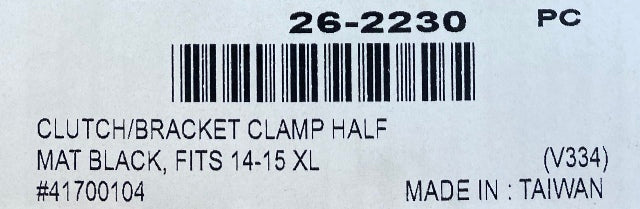 26-2230 PC
CLUTCH/BRACKET CLAMP HALF
MAT BLACK, FITS 14-15 XL (V334)
#41700104 MADE IN : TAIWAN